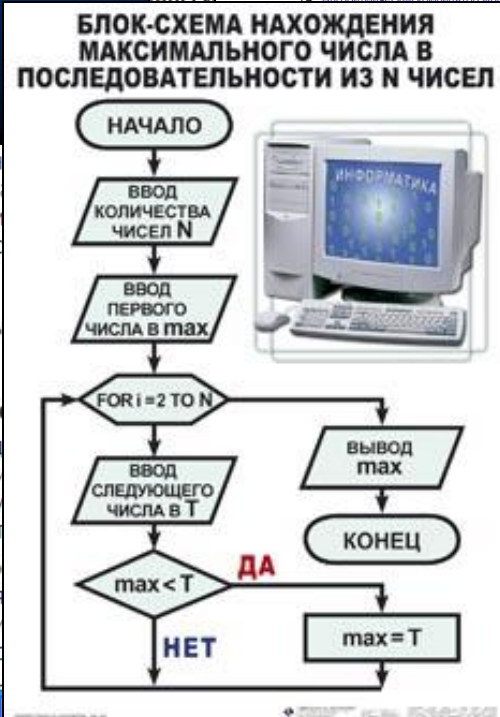 БЛОК-СХЕМА НАХОЖДЕНИЯ
МАКСИМАЛЬНОГО ЧИСЛА В
ПОСЛЕДОВАТЕЛЬНОСТИ ИЗ N ЧИСЕЛ
НАЧАЛО
ВВОД
КОЛИЧЕСТВА
ЧИСЕЛ N
ИНФОРМАТИКА
ВВОД
ПЕРВОГО
ЧИСЛА В max
FOR i =2 TO N
ВВОД
СЛЕДУЮЩЕГО
ЧИСЛА В T
ВЫВОД
max
КОНЕЦ
max < T
ДА
НЕТ
max = T